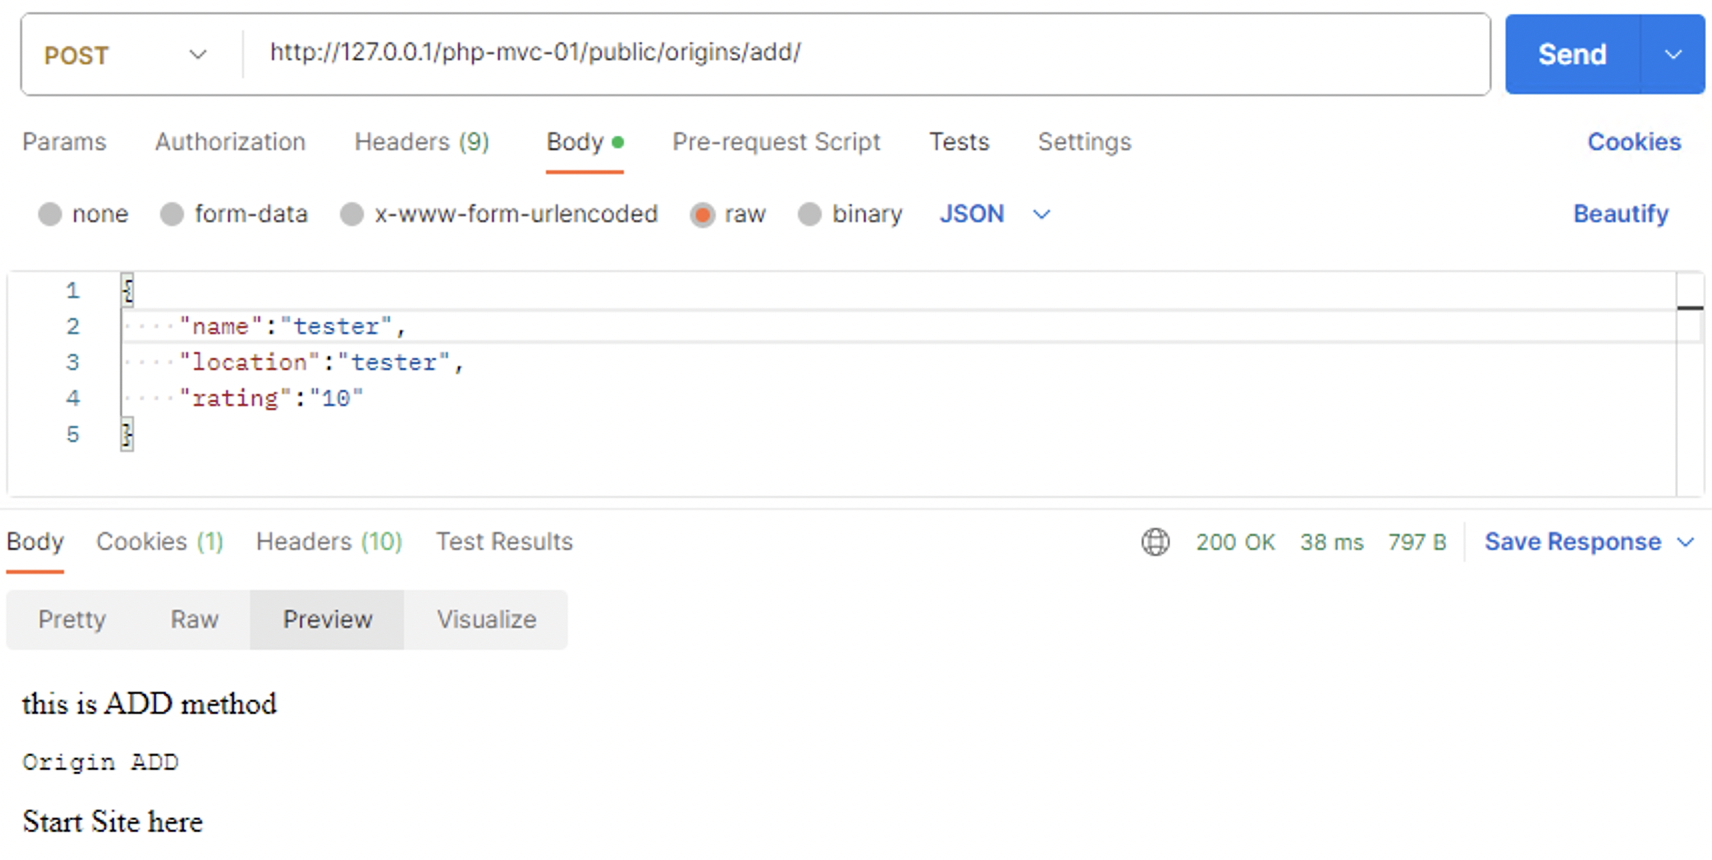 POST http://127.0.0.1/php-mvc-01/public/origins/add/ Send
Params Authorization Headers (9) Body Pre-request Script Tests Settings Cookies
none form-data x-www-form-urlencoded raw binary JSON Beautify
1 {
2 "name":"tester",
3 "location":"tester",
4 "rating":"10"
5 }
Body Cookies (1) Headers (10) Test Results 200 OK 38 ms 797 B Save Response
Pretty Raw Preview Visualize
this is ADD method
Origin ADD
Start Site here